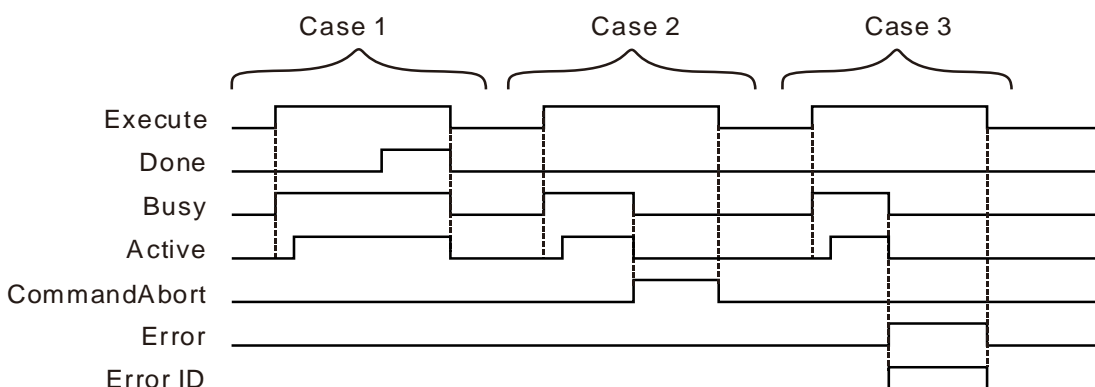 Case 1
Case 2
Case 3
Execute
Done
Busy
Active
CommandAbort
Error
Error ID